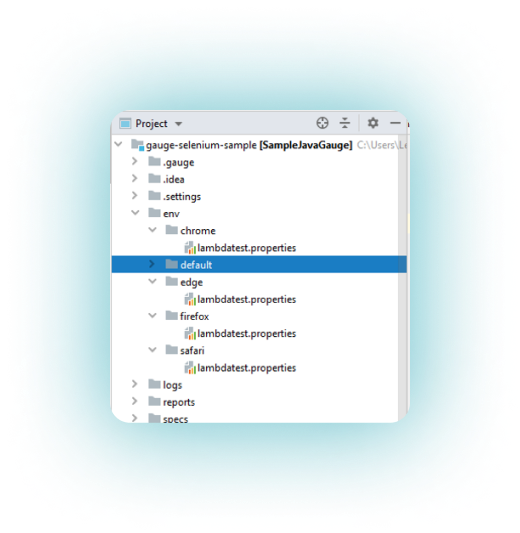 Project
gauge-selenium-sample [SampleJavaGauge] C:\Users\
.gauge
.idea
.settings
env
chrome
lambdatest.properties
default
edge
lambdatest.properties
firefox
lambdatest.properties
safari
lambdatest.properties
logs
reports
specs